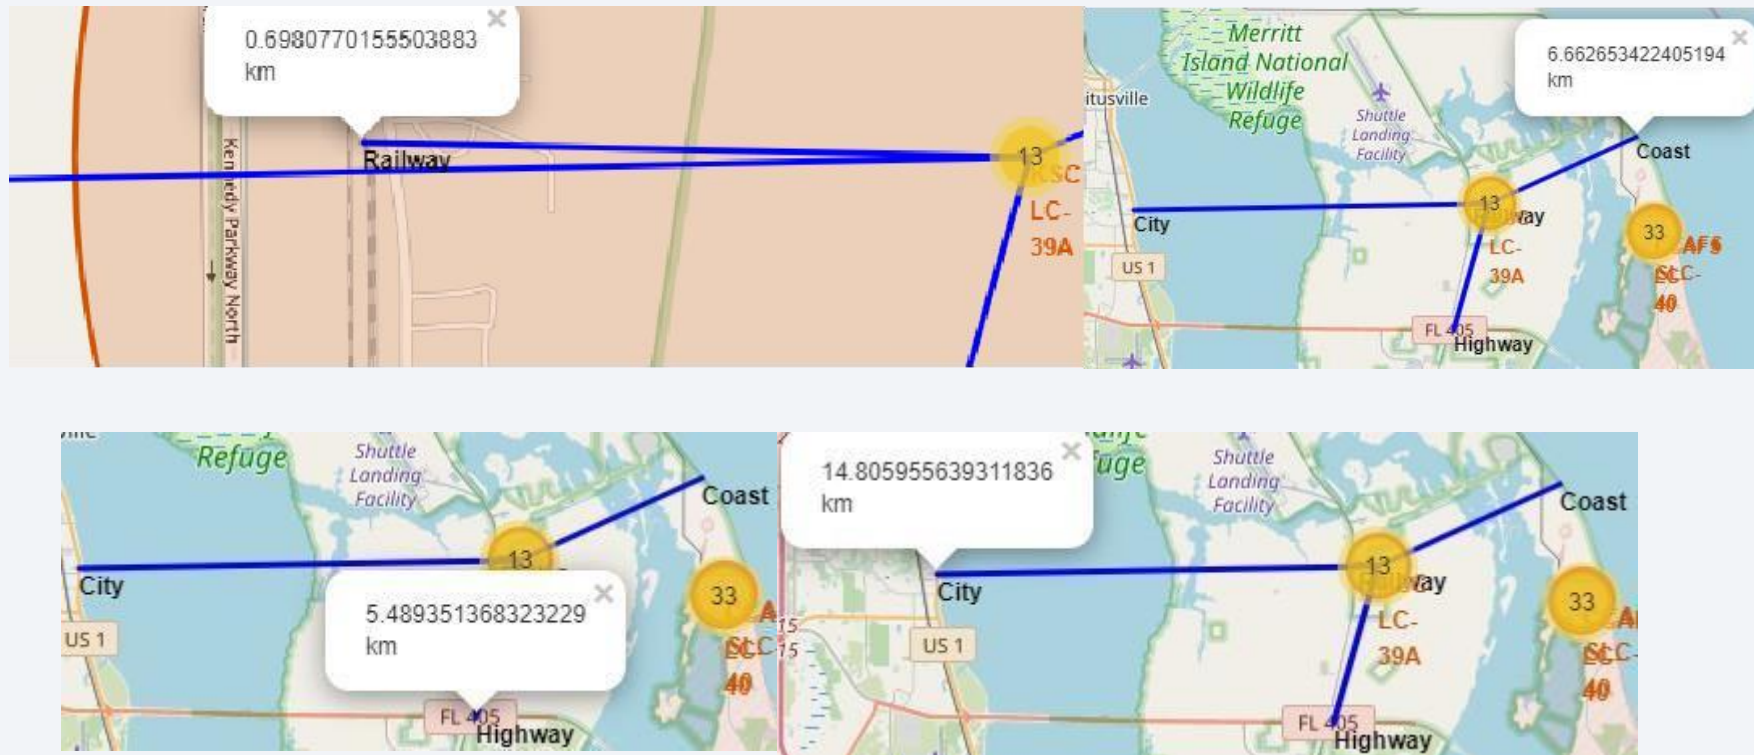 0.6980770155503883
km
×
Railway
Kennedy Parkway North
13
KSC
LC-
39A
Merritt
Island National
Wildlife
Refuge
itusville
Shuttle
Landing
Facility
6.662653422405194
km
×
Coast
13
City
LC-
39A
US 1
33
40
FL 405
Highway
Refuge
Shuttle
Landing
Facility
Coast
13
City
33
5.489351368323229
km
×
US 1
40
FL 405
Highway
14.805955639311836
km
×
Shuttle
Landing
Facility
Coast
13
City
33
LC-
39A
15
15
US 1
40
FL 405
Highway